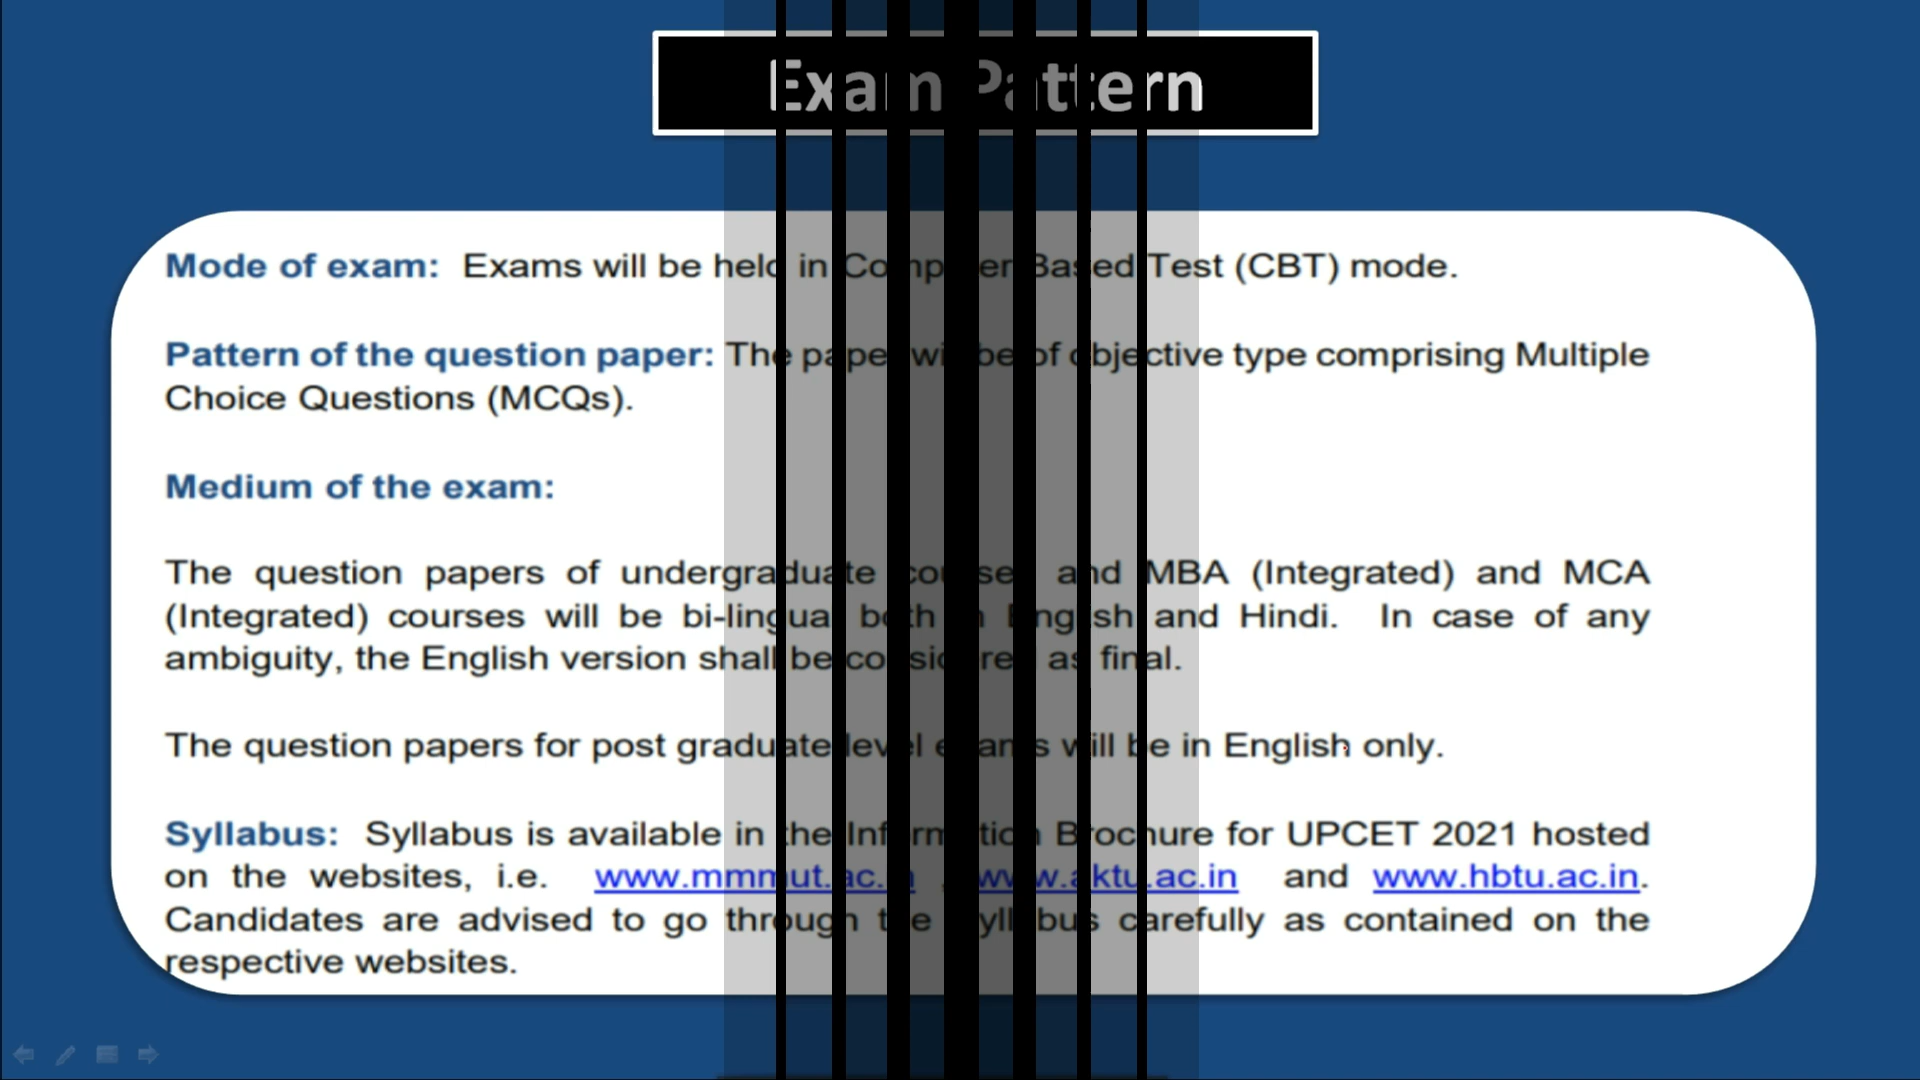 Exam Pattern
Mode of exam: Exams will be held in Computer Based Test (CBT) mode.
Pattern of the question paper: The paper will be of objective type comprising Multiple
Choice Questions (MCQs).
Medium of the exam:
The question papers of undergraduate courses and MBA (Integrated) and MCA
(Integrated) courses will be bi-lingual both in English and Hindi. In case of any
ambiguity, the English version shall be considered as final.
The question papers for post graduate level exams will be in English only.
Syllabus: Syllabus is available in the Information Brochure for UPCET 2021 hosted
on the websites, i.e. www.mmmut.ac.in , www.aktu.ac.in and www.hbtu.ac.in.
Candidates are advised to go through the syllabus carefully as contained on the
respective websites.